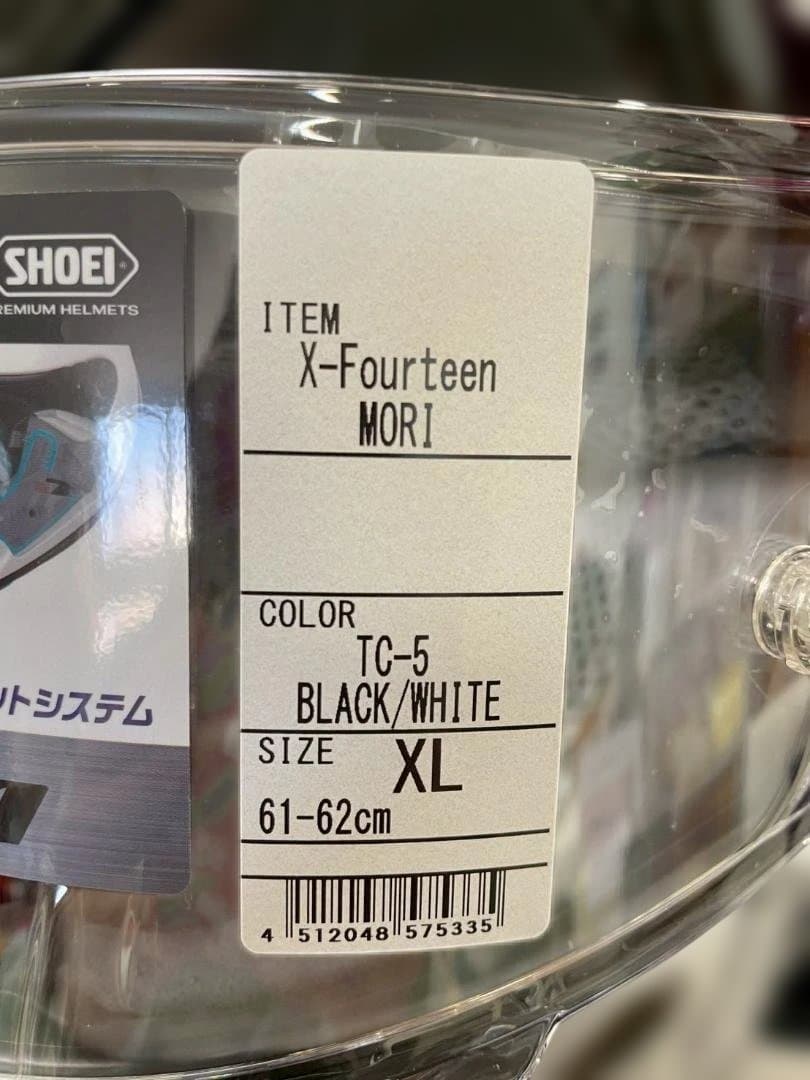 SHOEI
REMIUM HELMETS
ットシステム
ITEM
X-Fourteen
MORI
COLOR
TC-5
BLACK/WHITE
SIZE XL
61-62cm
4 512048 575335